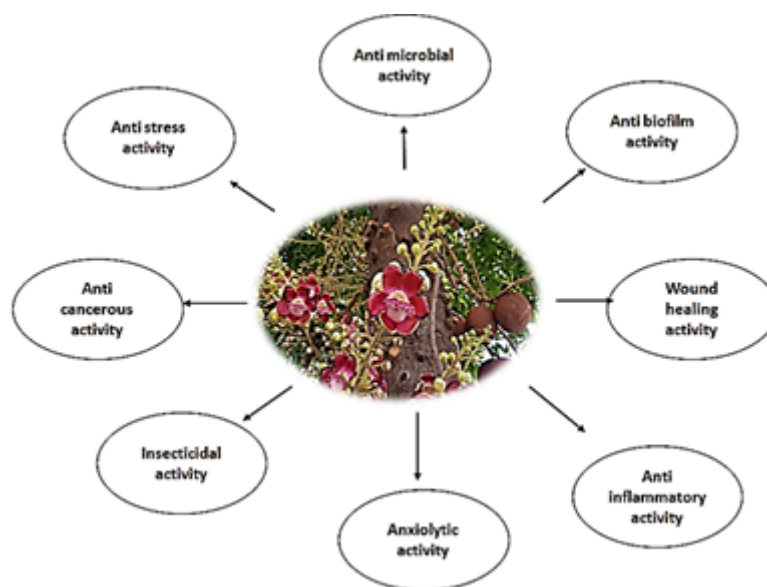 Anti microbial
activity
Anti stress
activity
Anti biofilm
activity
Anti
cancerous
activity
Wound
healing
activity
Insecticidal
activity
Anti
inflammatory
activity
Anxiolytic
activity